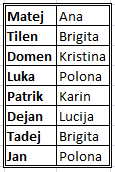 Matej Ana
Tilen Brigita
Domen Kristina
Luka Polona
Patrik Karin
Dejan Lucija
Tadej Brigita
Jan Polona